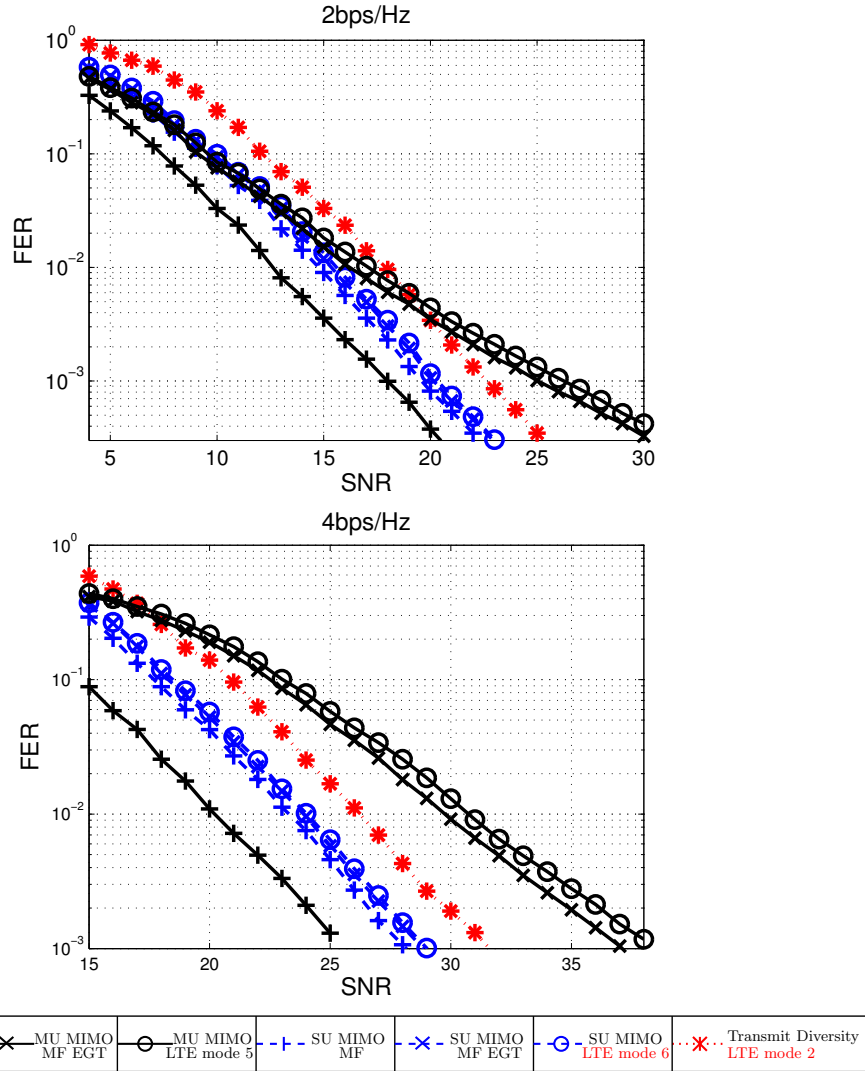 2bps/Hz
10^0
10^-1
10^-2
10^-3
FER
5 10 15 20 25 30
SNR
4bps/Hz
10^0
10^-1
10^-2
10^-3
FER
15 20 25 30 35
SNR
MU MIMO MF EGT
MU MIMO LTE mode 5
SU MIMO MF
SU MIMO MF EGT
SU MIMO LTE mode 6
Transmit Diversity LTE mode 2